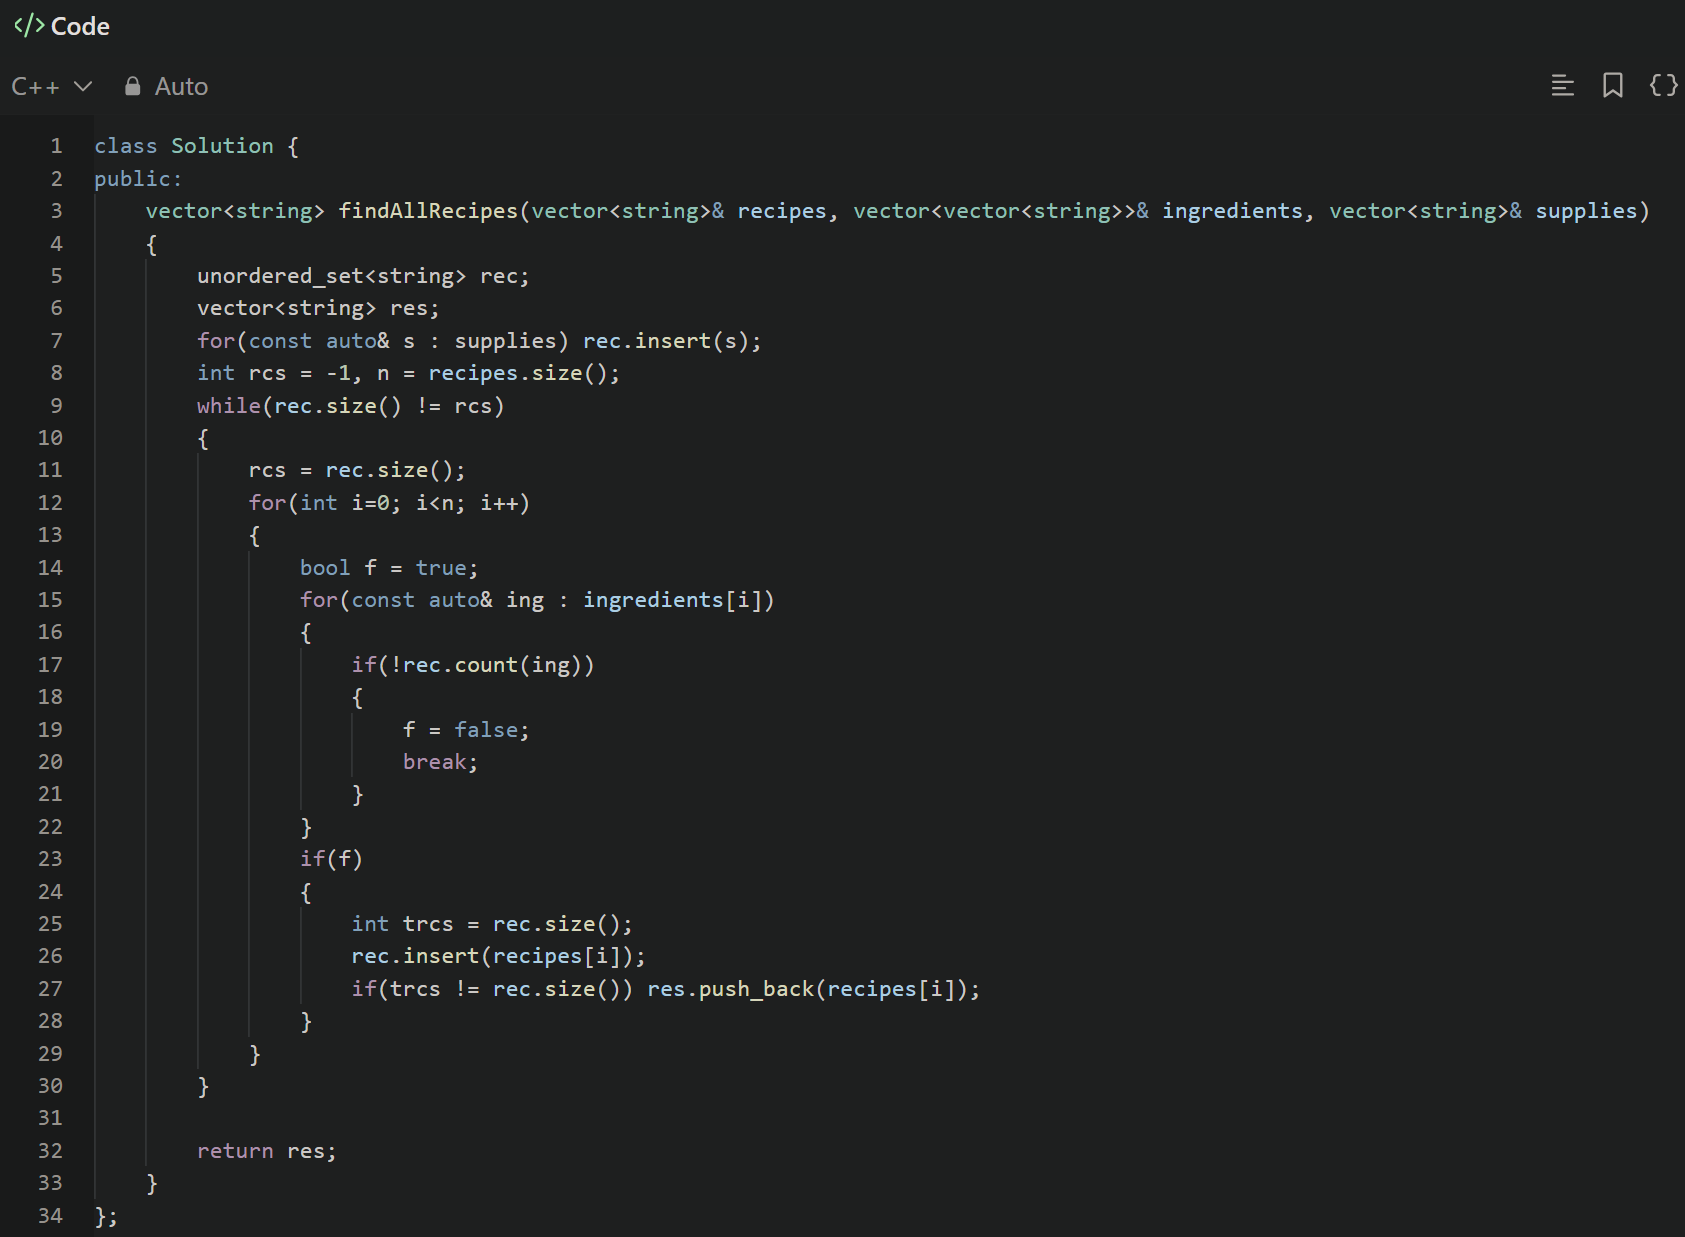 </> Code
C++ Auto
1 class Solution {
2 public:
3     vector<string> findAllRecipes(vector<string>& recipes, vector<vector<string>>& ingredients, vector<string>& supplies)
4     {
5         unordered_set<string> rec;
6         vector<string> res;
7         for(const auto& s : supplies) rec.insert(s);
8         int rcs = -1, n = recipes.size();
9         while(rec.size() != rcs)
10         {
11             rcs = rec.size();
12             for(int i=0; i<n; i++)
13             {
14                 bool f = true;
15                 for(const auto& ing : ingredients[i])
16                 {
17                     if(!rec.count(ing))
18                     {
19                         f = false;
20                         break;
21                     }
22                 }
23                 if(f)
24                 {
25                     int trcs = rec.size();
26                     rec.insert(recipes[i]);
27                     if(trcs != rec.size()) res.push_back(recipes[i]);
28                 }
29             }
30         }
31
32         return res;
33     }
34 };